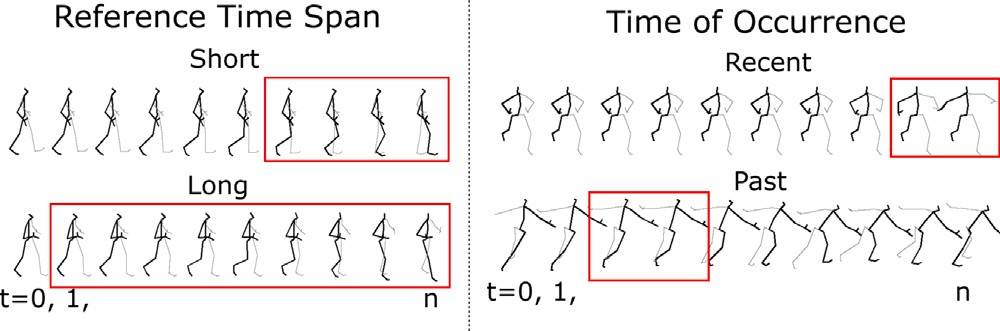 Reference Time Span
Short
Long
t=0, 1,
n
Time of Occurrence
Recent
Past
t=0, 1,
n